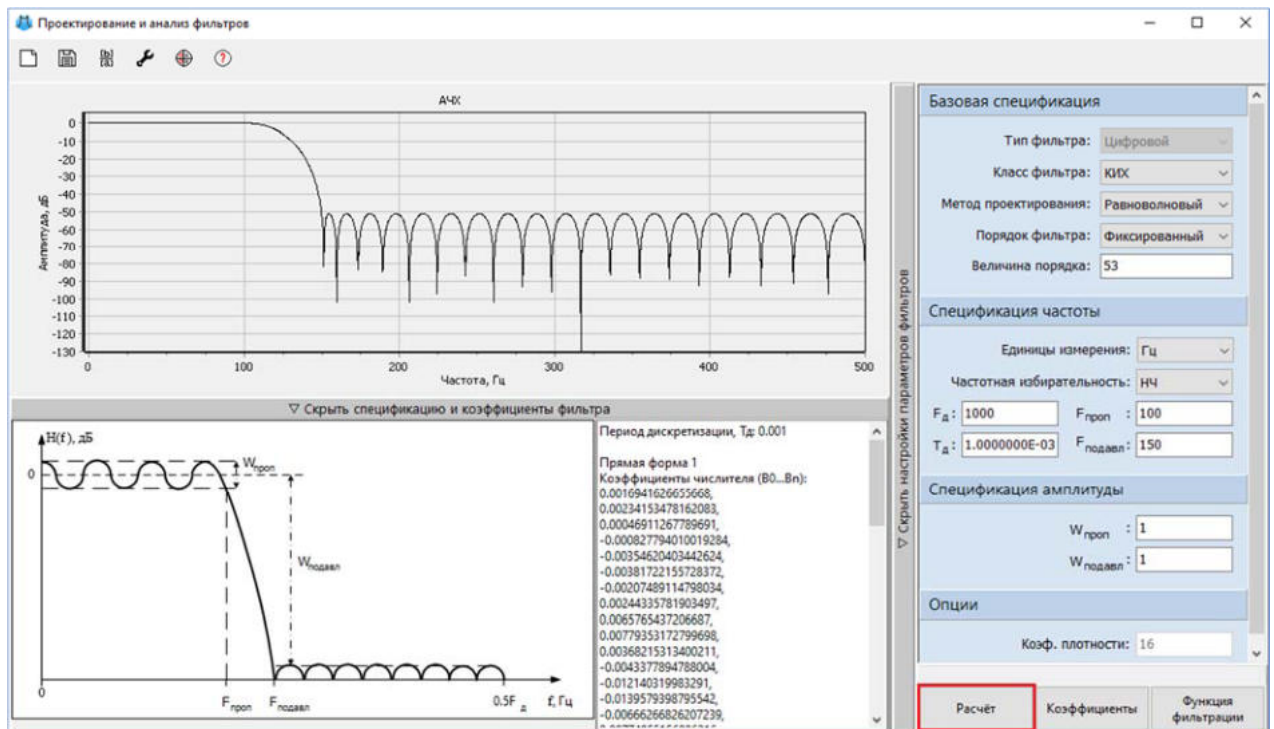 Проектирование и анализ фильтров
АЧХ
0
-10
-20
-30
-40
-50
-60
-70
-80
-90
-100
-110
-120
-130
Амплитуда, дБ
0 100 200 300 400 500
Частота, Гц
▽ Скрыть спецификацию и коэффициенты фильтра
H(f), дБ
0
Wпроп
Wподавл
0
Fпроп
Fподавл
0.5Fд
f, Гц
Период дискретизации, Тд: 0.001
Прямая форма 1
Коэффициенты числителя (B0...Bn):
0.0016941626655668,
0.00234153478162083,
0.00046911267789691,
-0.000827794010019284,
-0.00354620403442624,
-0.00381722155728372,
-0.00207489114798034,
0.00244335781903497,
0.0065765437206687,
0.00779353172799698,
0.00368215313400211,
-0.0043377894788004,
-0.012140319983291,
-0.0139579398795542,
-0.00666266826207239,
▽ Скрыть настройки параметров фильтров
Базовая спецификация
Тип фильтра: Цифровой
Класс фильтра: КИХ
Метод проектирования: Равноволновый
Порядок фильтра: Фиксированный
Величина порядка: 53
Спецификация частоты
Единицы измерения: Гц
Частотная избирательность: НЧ
Fд: 1000 Fпроп : 100
Tд: 1.0000000E-03 Fподавл: 150
Спецификация амплитуды
Wпроп : 1
Wподавл : 1
Опции
Коэф. плотности: 16
Расчёт
Коэффициенты
Функция
фильтрации